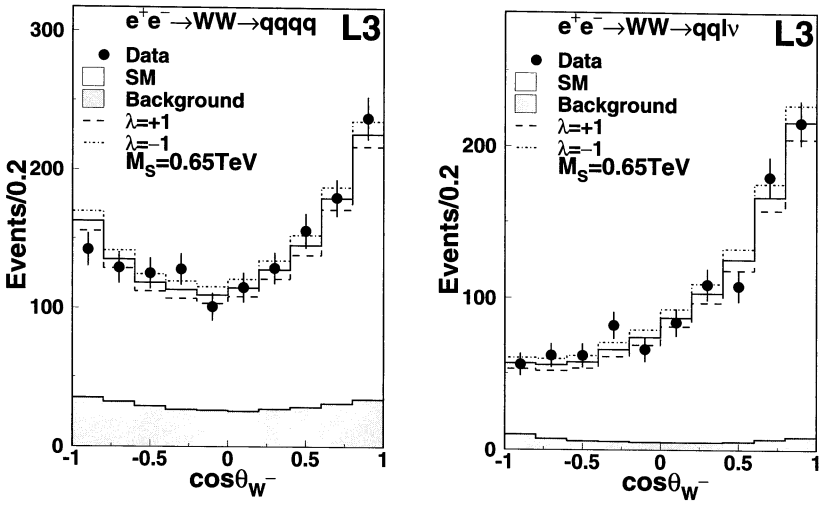 e⁺e⁻→WW→qqqq L3
Data
SM
Background
λ=+1
λ=−1
M_S=0.65TeV
Events/0.2
300
200
100
0
-1 -0.5 0 0.5 1
cosθ_W⁻
e⁺e⁻→WW→qqlν L3
Data
SM
Background
λ=+1
λ=−1
M_S=0.65TeV
Events/0.2
200
100
0
-1 -0.5 0 0.5 1
cosθ_W⁻